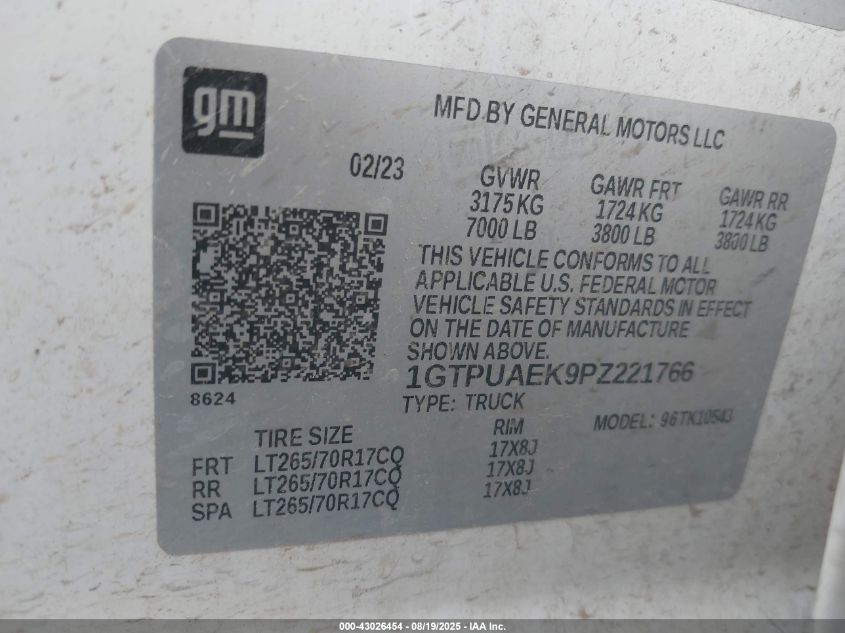 gm
MFD BY GENERAL MOTORS LLC
02/23
GVWR
3175 KG
7000 LB
GAWR FRT
1724 KG
3800 LB
GAWR RR
1724 KG
3800 LB
THIS VEHICLE CONFORMS TO ALL
APPLICABLE U.S. FEDERAL MOTOR
VEHICLE SAFETY STANDARDS IN EFFECT
ON THE DATE OF MANUFACTURE
SHOWN ABOVE.
1GTPUAEK9PZ221766
8624
TYPE: TRUCK
MODEL: 96TK10543
TIRE SIZE RIM
FRT LT265/70R17CQ 17X8J
RR LT265/70R17CQ 17X8J
SPA LT265/70R17CQ 17X8J
000-43026454 - 08/19/2025 - IAA Inc.